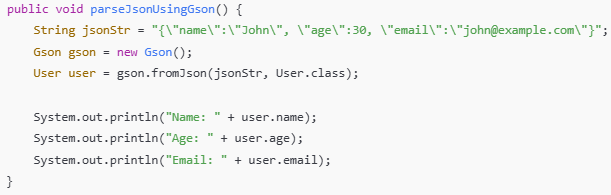 public void parseJsonUsingGson() {
    String jsonStr = "{\"name\":\"John\", \"age\":30, \"email\":\"john@example.com\"}";
    Gson gson = new Gson();
    User user = gson.fromJson(jsonStr, User.class);

    System.out.println("Name: " + user.name);
    System.out.println("Age: " + user.age);
    System.out.println("Email: " + user.email);
}